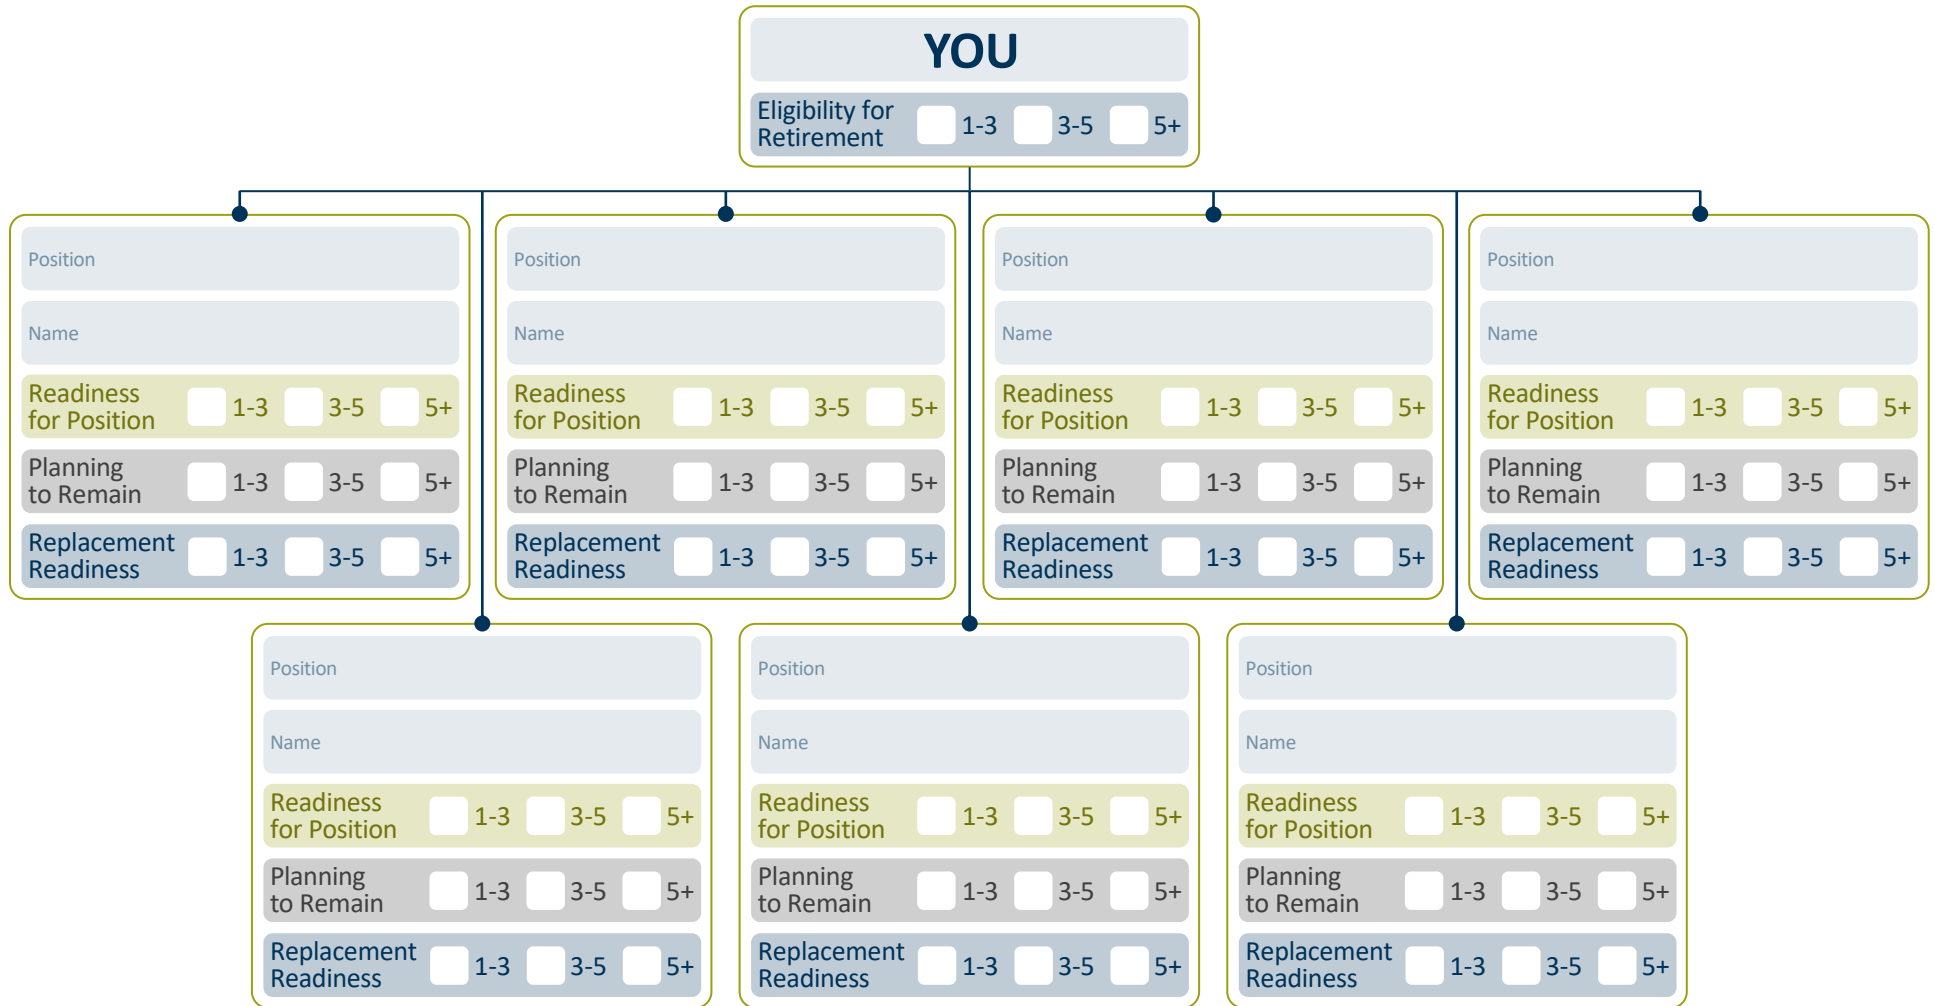 YOU
Eligibility for
Retirement 1-3 3-5 5+
Position
Name
Readiness
for Position 1-3 3-5 5+
Planning
to Remain 1-3 3-5 5+
Replacement
Readiness 1-3 3-5 5+
Position
Name
Readiness
for Position 1-3 3-5 5+
Planning
to Remain 1-3 3-5 5+
Replacement
Readiness 1-3 3-5 5+
Position
Name
Readiness
for Position 1-3 3-5 5+
Planning
to Remain 1-3 3-5 5+
Replacement
Readiness 1-3 3-5 5+
Position
Name
Readiness
for Position 1-3 3-5 5+
Planning
to Remain 1-3 3-5 5+
Replacement
Readiness 1-3 3-5 5+
Position
Name
Readiness
for Position 1-3 3-5 5+
Planning
to Remain 1-3 3-5 5+
Replacement
Readiness 1-3 3-5 5+
Position
Name
Readiness
for Position 1-3 3-5 5+
Planning
to Remain 1-3 3-5 5+
Replacement
Readiness 1-3 3-5 5+
Position
Name
Readiness
for Position 1-3 3-5 5+
Planning
to Remain 1-3 3-5 5+
Replacement
Readiness 1-3 3-5 5+